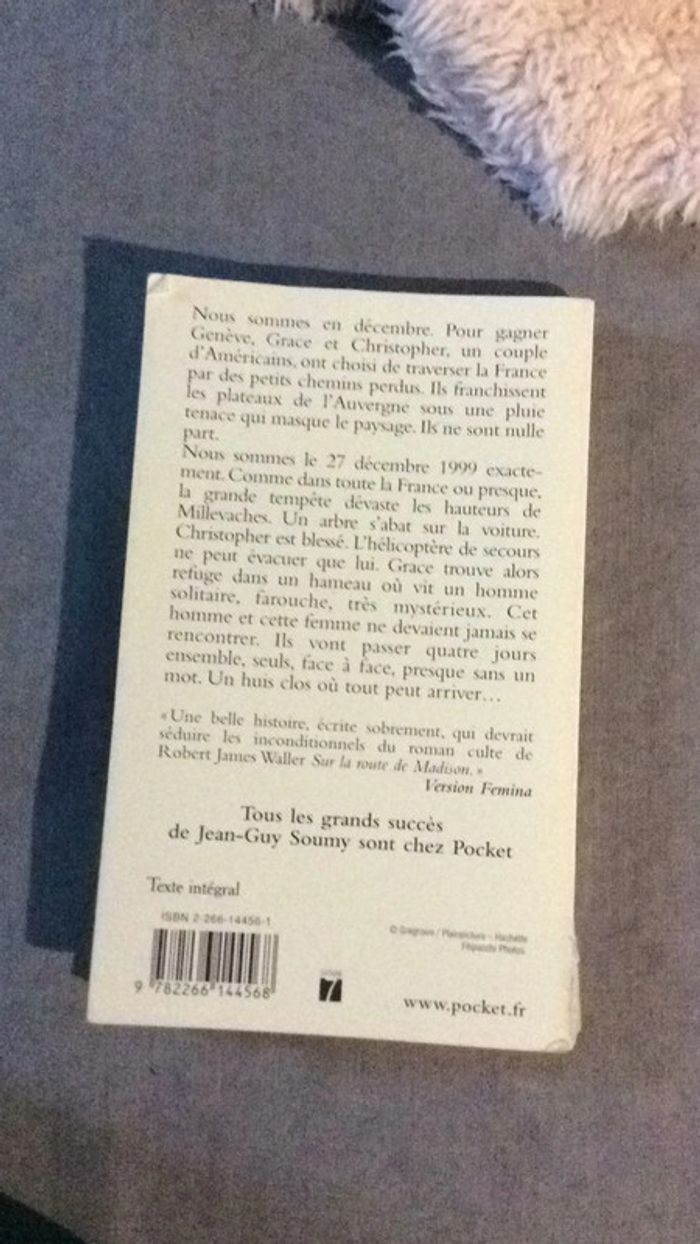 Nous sommes en décembre. Pour gagner
Genève, Grace et Christopher, un couple
d'Américains, ont choisi de traverser la France
par des petits chemins perdus. Ils franchissent
les plateaux de l'Auvergne sous une pluie
tenace qui masque le paysage. Ils ne sont nulle
part.
Nous sommes le 27 décembre 1999 exacte-
ment. Comme dans toute la France ou presque,
la grande tempête dévaste les hauteurs de
Millevaches. Un arbre s'abat sur la voiture.
Christopher est blessé. L'hélicoptère de secours
ne peut évacuer que lui. Grace trouve alors
refuge dans un hameau où vit un homme
solitaire, farouche, très mystérieux. Cet
homme et cette femme ne devaient jamais se
rencontrer. Ils vont passer quatre jours
ensemble, seuls, face à face, presque sans un
mot. Un huis clos où tout peut arriver…
« Une belle histoire, écrite sobrement, qui devrait
séduire les inconditionnels du roman culte de
Robert James Waller Sur la route de Madison. »
Version Femina
Tous les grands succès
de Jean-Guy Soumy sont chez Pocket
Texte intégral
ISBN 2-266-14456-1
© / - Hachette
Filipacchi Photos
9 782266 144568
7
www.pocket.fr